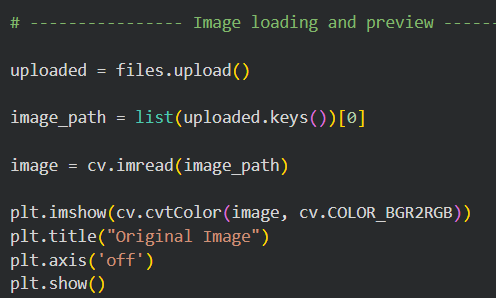 # ---------------- Image loading and preview ------
uploaded = files.upload()
image_path = list(uploaded.keys())[0]
image = cv.imread(image_path)
plt.imshow(cv.cvtColor(image, cv.COLOR_BGR2RGB))
plt.title("Original Image")
plt.axis('off')
plt.show()